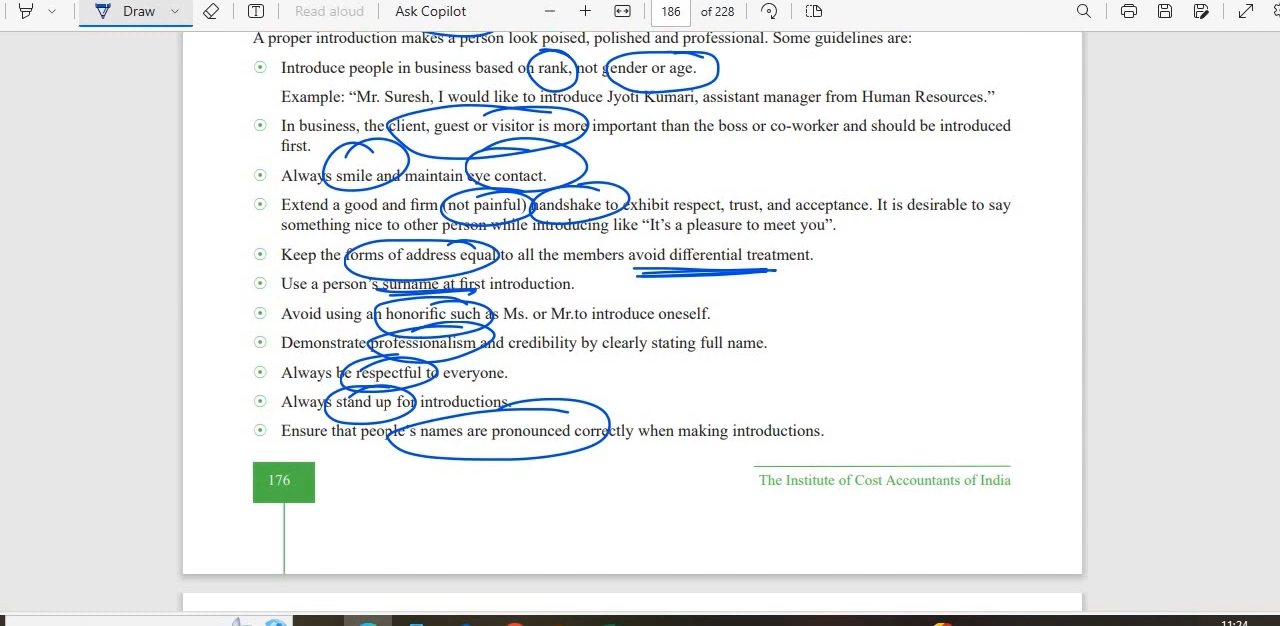 Draw
Read aloud
Ask Copilot
186
of 228
A proper introduction makes a person look poised, polished and professional. Some guidelines are:
Introduce people in business based on rank, not gender or age.
Example: “Mr. Suresh, I would like to introduce Jyoti Kumari, assistant manager from Human Resources.”
In business, the client, guest or visitor is more important than the boss or co-worker and should be introduced
first.
Always smile and maintain eye contact.
Extend a good and firm (not painful) handshake to exhibit respect, trust, and acceptance. It is desirable to say
something nice to other person while introducing like “It’s a pleasure to meet you”.
Keep the forms of address equal to all the members avoid differential treatment.
Use a person’s surname at first introduction.
Avoid using an honorific such as Ms. or Mr.to introduce oneself.
Demonstrate professionalism and credibility by clearly stating full name.
Always be respectful to everyone.
Always stand up for introductions.
Ensure that people’s names are pronounced correctly when making introductions.
176
The Institute of Cost Accountants of India
11:24